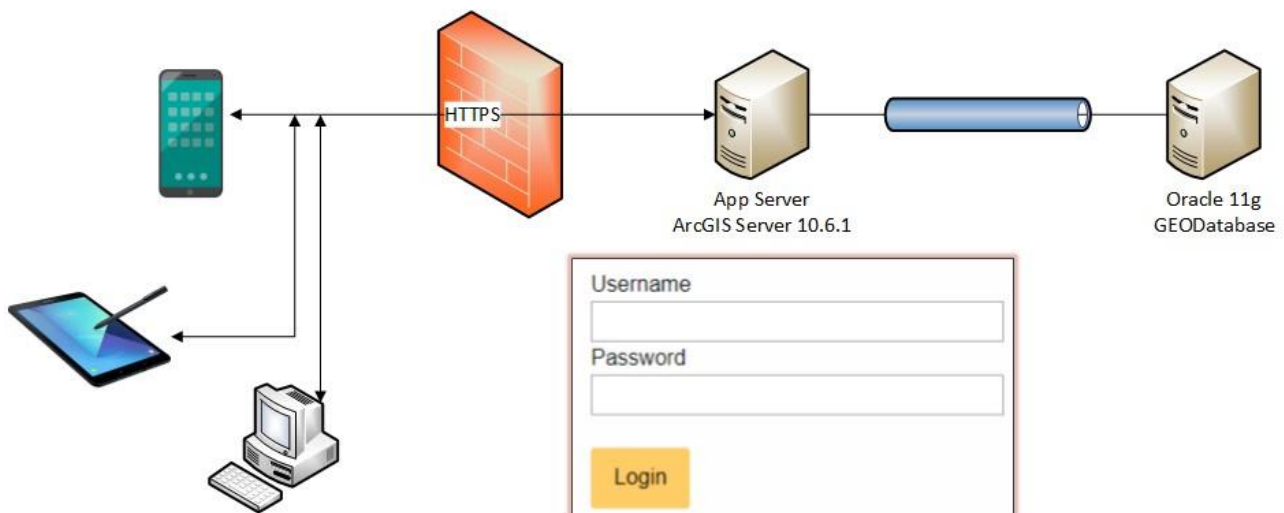 HTTPS
App Server
ArcGIS Server 10.6.1
Oracle 11g
GEODatabase
Username
Password
Login